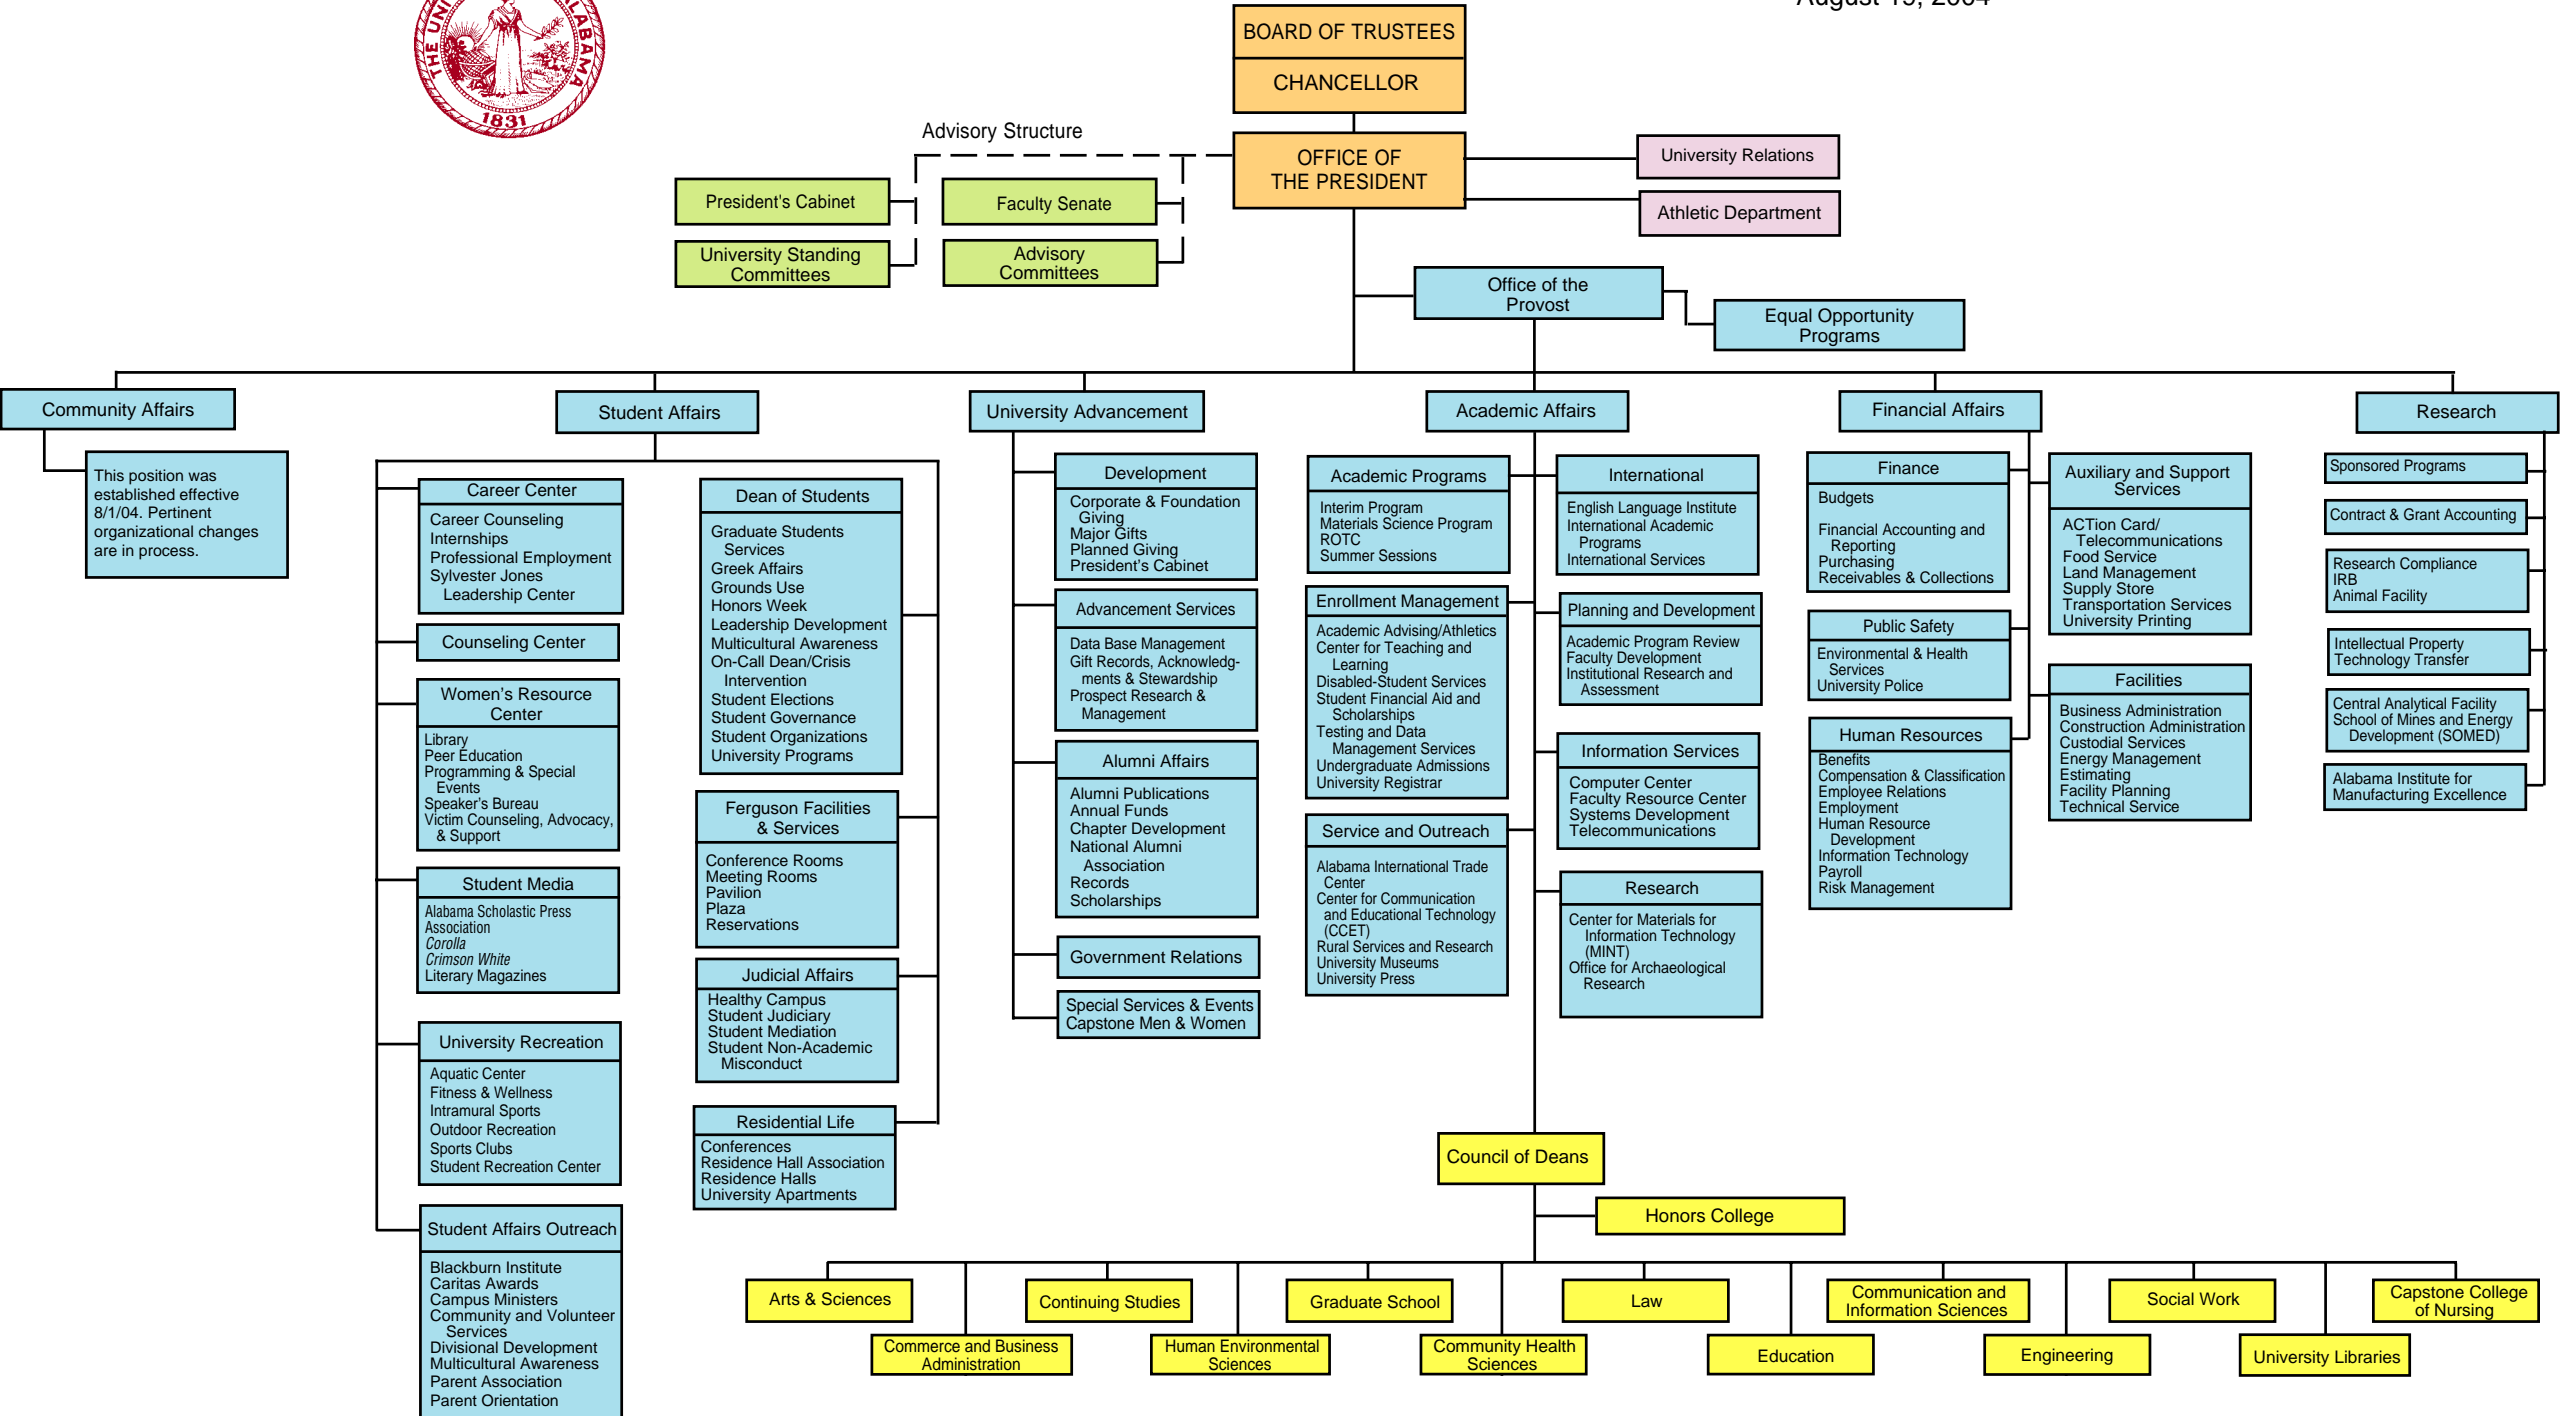 THE UNI
ALABAMA
1831
BOARD OF TRUSTEES
CHANCELLOR
Advisory Structure
OFFICE OF
THE PRESIDENT
University Relations
Athletic Department
President's Cabinet
Faculty Senate
University Standing
Committees
Advisory
Committees
Office of the
Provost
Equal Opportunity
Programs
Community Affairs
This position was
established effective
8/1/04. Pertinent
organizational changes
are in process.
Student Affairs
Career Center
Career Counseling
Internships
Professional Employment
Sylvester Jones
Leadership Center
Counseling Center
Women's Resource
Center
Library
Peer Education
Programming & Special
Events
Speaker's Bureau
Victim Counseling, Advocacy,
& Support
Student Media
Alabama Scholastic Press
Association
Corolla
Crimson White
Literary Magazines
University Recreation
Aquatic Center
Fitness & Wellness
Intramural Sports
Outdoor Recreation
Sports Clubs
Student Recreation Center
Student Affairs Outreach
Blackburn Institute
Caritas Awards
Campus Ministers
Community and Volunteer
Services
Divisional Development
Multicultural Awareness
Parent Association
Parent Orientation
Dean of Students
Graduate Students
Services
Greek Affairs
Grounds Use
Honors Week
Leadership Development
Multicultural Awareness
On-Call Dean/Crisis
Intervention
Student Elections
Student Governance
Student Organizations
University Programs
Ferguson Facilities
& Services
Conference Rooms
Meeting Rooms
Pavilion
Plaza
Reservations
Judicial Affairs
Healthy Campus
Student Judiciary
Student Mediation
Student Non-Academic
Misconduct
Residential Life
Conferences
Residence Hall Association
Residence Halls
University Apartments
University Advancement
Development
Corporate & Foundation
Giving
Major Gifts
Planned Giving
President's Cabinet
Advancement Services
Data Base Management
Gift Records, Acknowledg-
ments & Stewardship
Prospect Research &
Management
Alumni Affairs
Alumni Publications
Annual Funds
Chapter Development
National Alumni
Association
Records
Scholarships
Government Relations
Special Services & Events
Capstone Men & Women
Academic Affairs
Academic Programs
Interim Program
Materials Science Program
ROTC
Summer Sessions
Enrollment Management
Academic Advising/Athletics
Center for Teaching and
Learning
Disabled-Student Services
Student Financial Aid and
Scholarships
Testing and Data
Management Services
Undergraduate Admissions
University Registrar
Service and Outreach
Alabama International Trade
Center
Center for Communication
and Educational Technology
(CCET)
Rural Services and Research
University Museums
University Press
International
English Language Institute
International Academic
Programs
International Services
Planning and Development
Academic Program Review
Faculty Development
Institutional Research and
Assessment
Information Services
Computer Center
Faculty Resource Center
Systems Development
Telecommunications
Research
Center for Materials for
Information Technology
(MINT)
Office for Archaeological
Research
Financial Affairs
Finance
Budgets
Financial Accounting and
Reporting
Purchasing
Receivables & Collections
Public Safety
Environmental & Health
Services
University Police
Human Resources
Benefits
Compensation & Classification
Employee Relations
Employment
Human Resource
Development
Information Technology
Payroll
Risk Management
Auxiliary and Support
Services
ACTion Card/
Telecommunications
Food Service
Land Management
Supply Store
Transportation Services
University Printing
Facilities
Business Administration
Construction Administration
Custodial Services
Energy Management
Estimating
Facility Planning
Technical Service
Research
Sponsored Programs
Contract & Grant Accounting
Research Compliance
IRB
Animal Facility
Intellectual Property
Technology Transfer
Central Analytical Facility
School of Mines and Energy
Development (SOMED)
Alabama Institute for
Manufacturing Excellence
Council of Deans
Honors College
Arts & Sciences
Commerce and Business
Administration
Continuing Studies
Human Environmental
Sciences
Graduate School
Community Health
Sciences
Law
Education
Communication and
Information Sciences
Engineering
Social Work
University Libraries
Capstone College
of Nursing